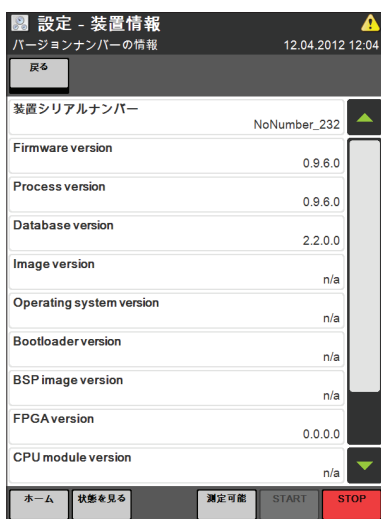 設定 - 装置情報
バージョンナンバーの情報 12.04.2012 12:04
戻る
装置シリアルナンバー
NoNumber_232
Firmware version
0.9.6.0
Process version
0.9.6.0
Database version
2.2.0.0
Image version
n/a
Operating system version
n/a
Bootloader version
n/a
BSP image version
n/a
FPGA version
0.0.0.0
CPU module version
n/a
ホーム 状態を見る 測定可能 START STOP